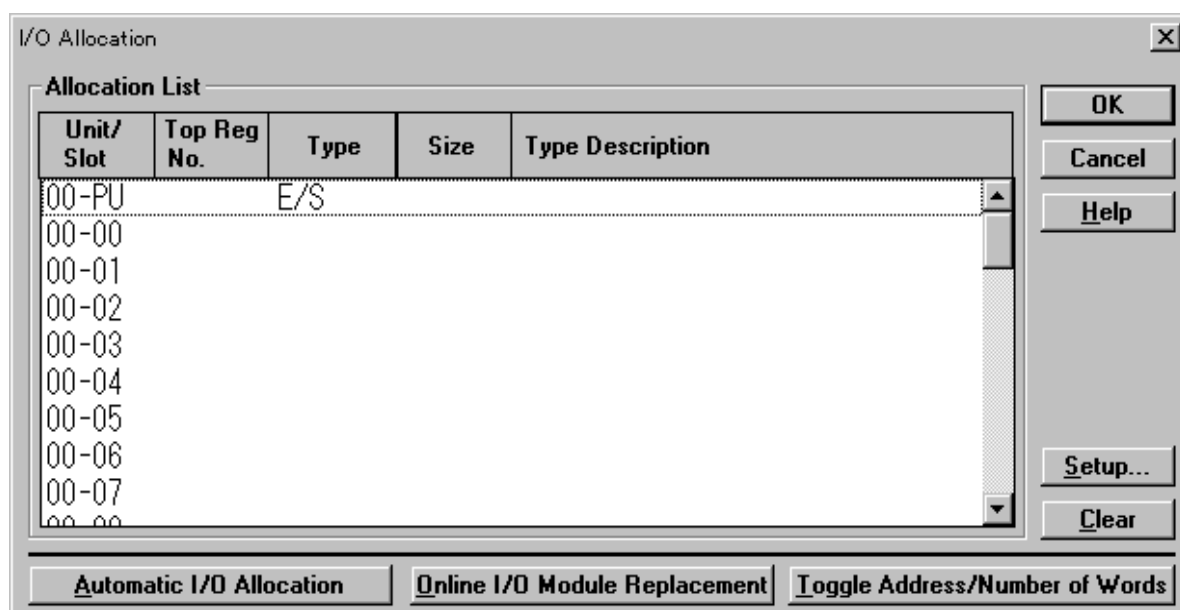 I/O Allocation
Allocation List
Unit/Slot Top Reg No. Type Size Type Description
00-PU E/S
00-00
00-01
00-02
00-03
00-04
00-05
00-06
00-07
OK
Cancel
Help
Setup...
Clear
Automatic I/O Allocation Online I/O Module Replacement Toggle Address/Number of Words